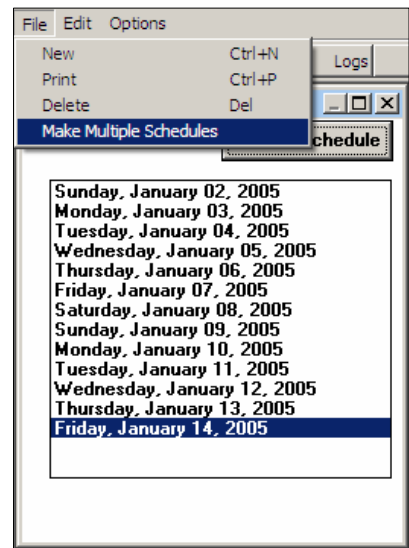 File Edit Options
New Ctrl+N
Logs
Print Ctrl+P
Delete Del
Make Multiple Schedules
chedule
Sunday, January 02, 2005
Monday, January 03, 2005
Tuesday, January 04, 2005
Wednesday, January 05, 2005
Thursday, January 06, 2005
Friday, January 07, 2005
Saturday, January 08, 2005
Sunday, January 09, 2005
Monday, January 10, 2005
Tuesday, January 11, 2005
Wednesday, January 12, 2005
Thursday, January 13, 2005
Friday, January 14, 2005